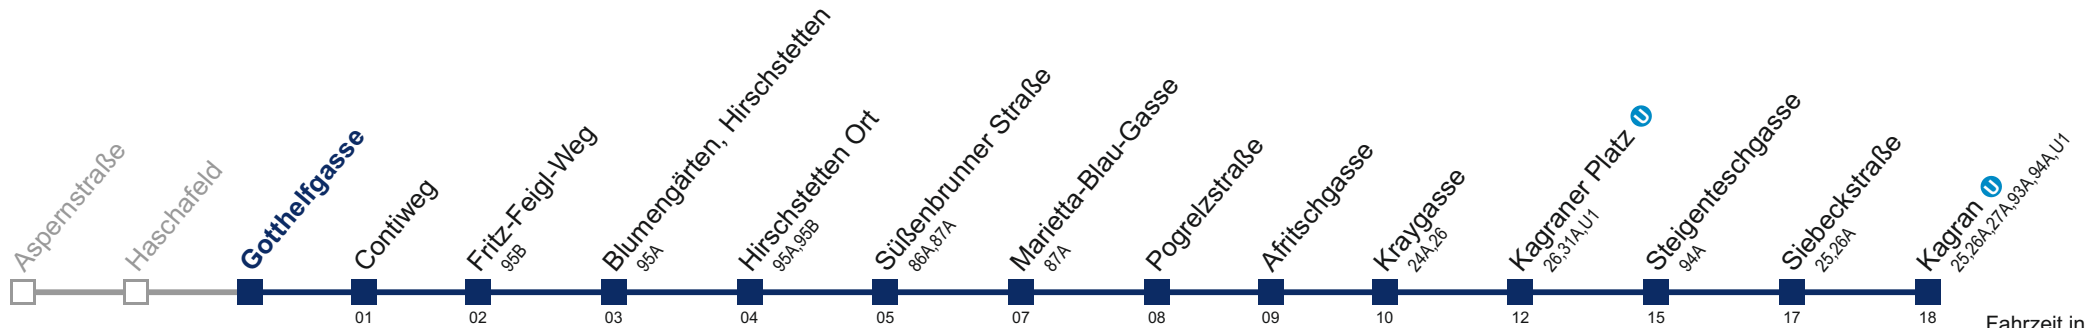 Aspernstraße
Haschafeld
Gotthelfgasse
Contiweg
Fritz-Feigl-Weg
95B
Blumengärten, Hirschstetten
95A
Hirschstetten Ort
95A,95B
Süßenbrunner Straße
86A,87A
Marietta-Blau-Gasse
87A
Pogrelzstraße
Afritschgasse
Kraygasse
24A,26
Kagraner Platz U
26,31A,U1
Steigenteschgasse
94A
Siebeckstraße
25,26A
Kagran U
25,26A,27A,93A,94A,U1
01 02 03 04 05 07 08 09 10 12 15 17 18
Fahrzeit in